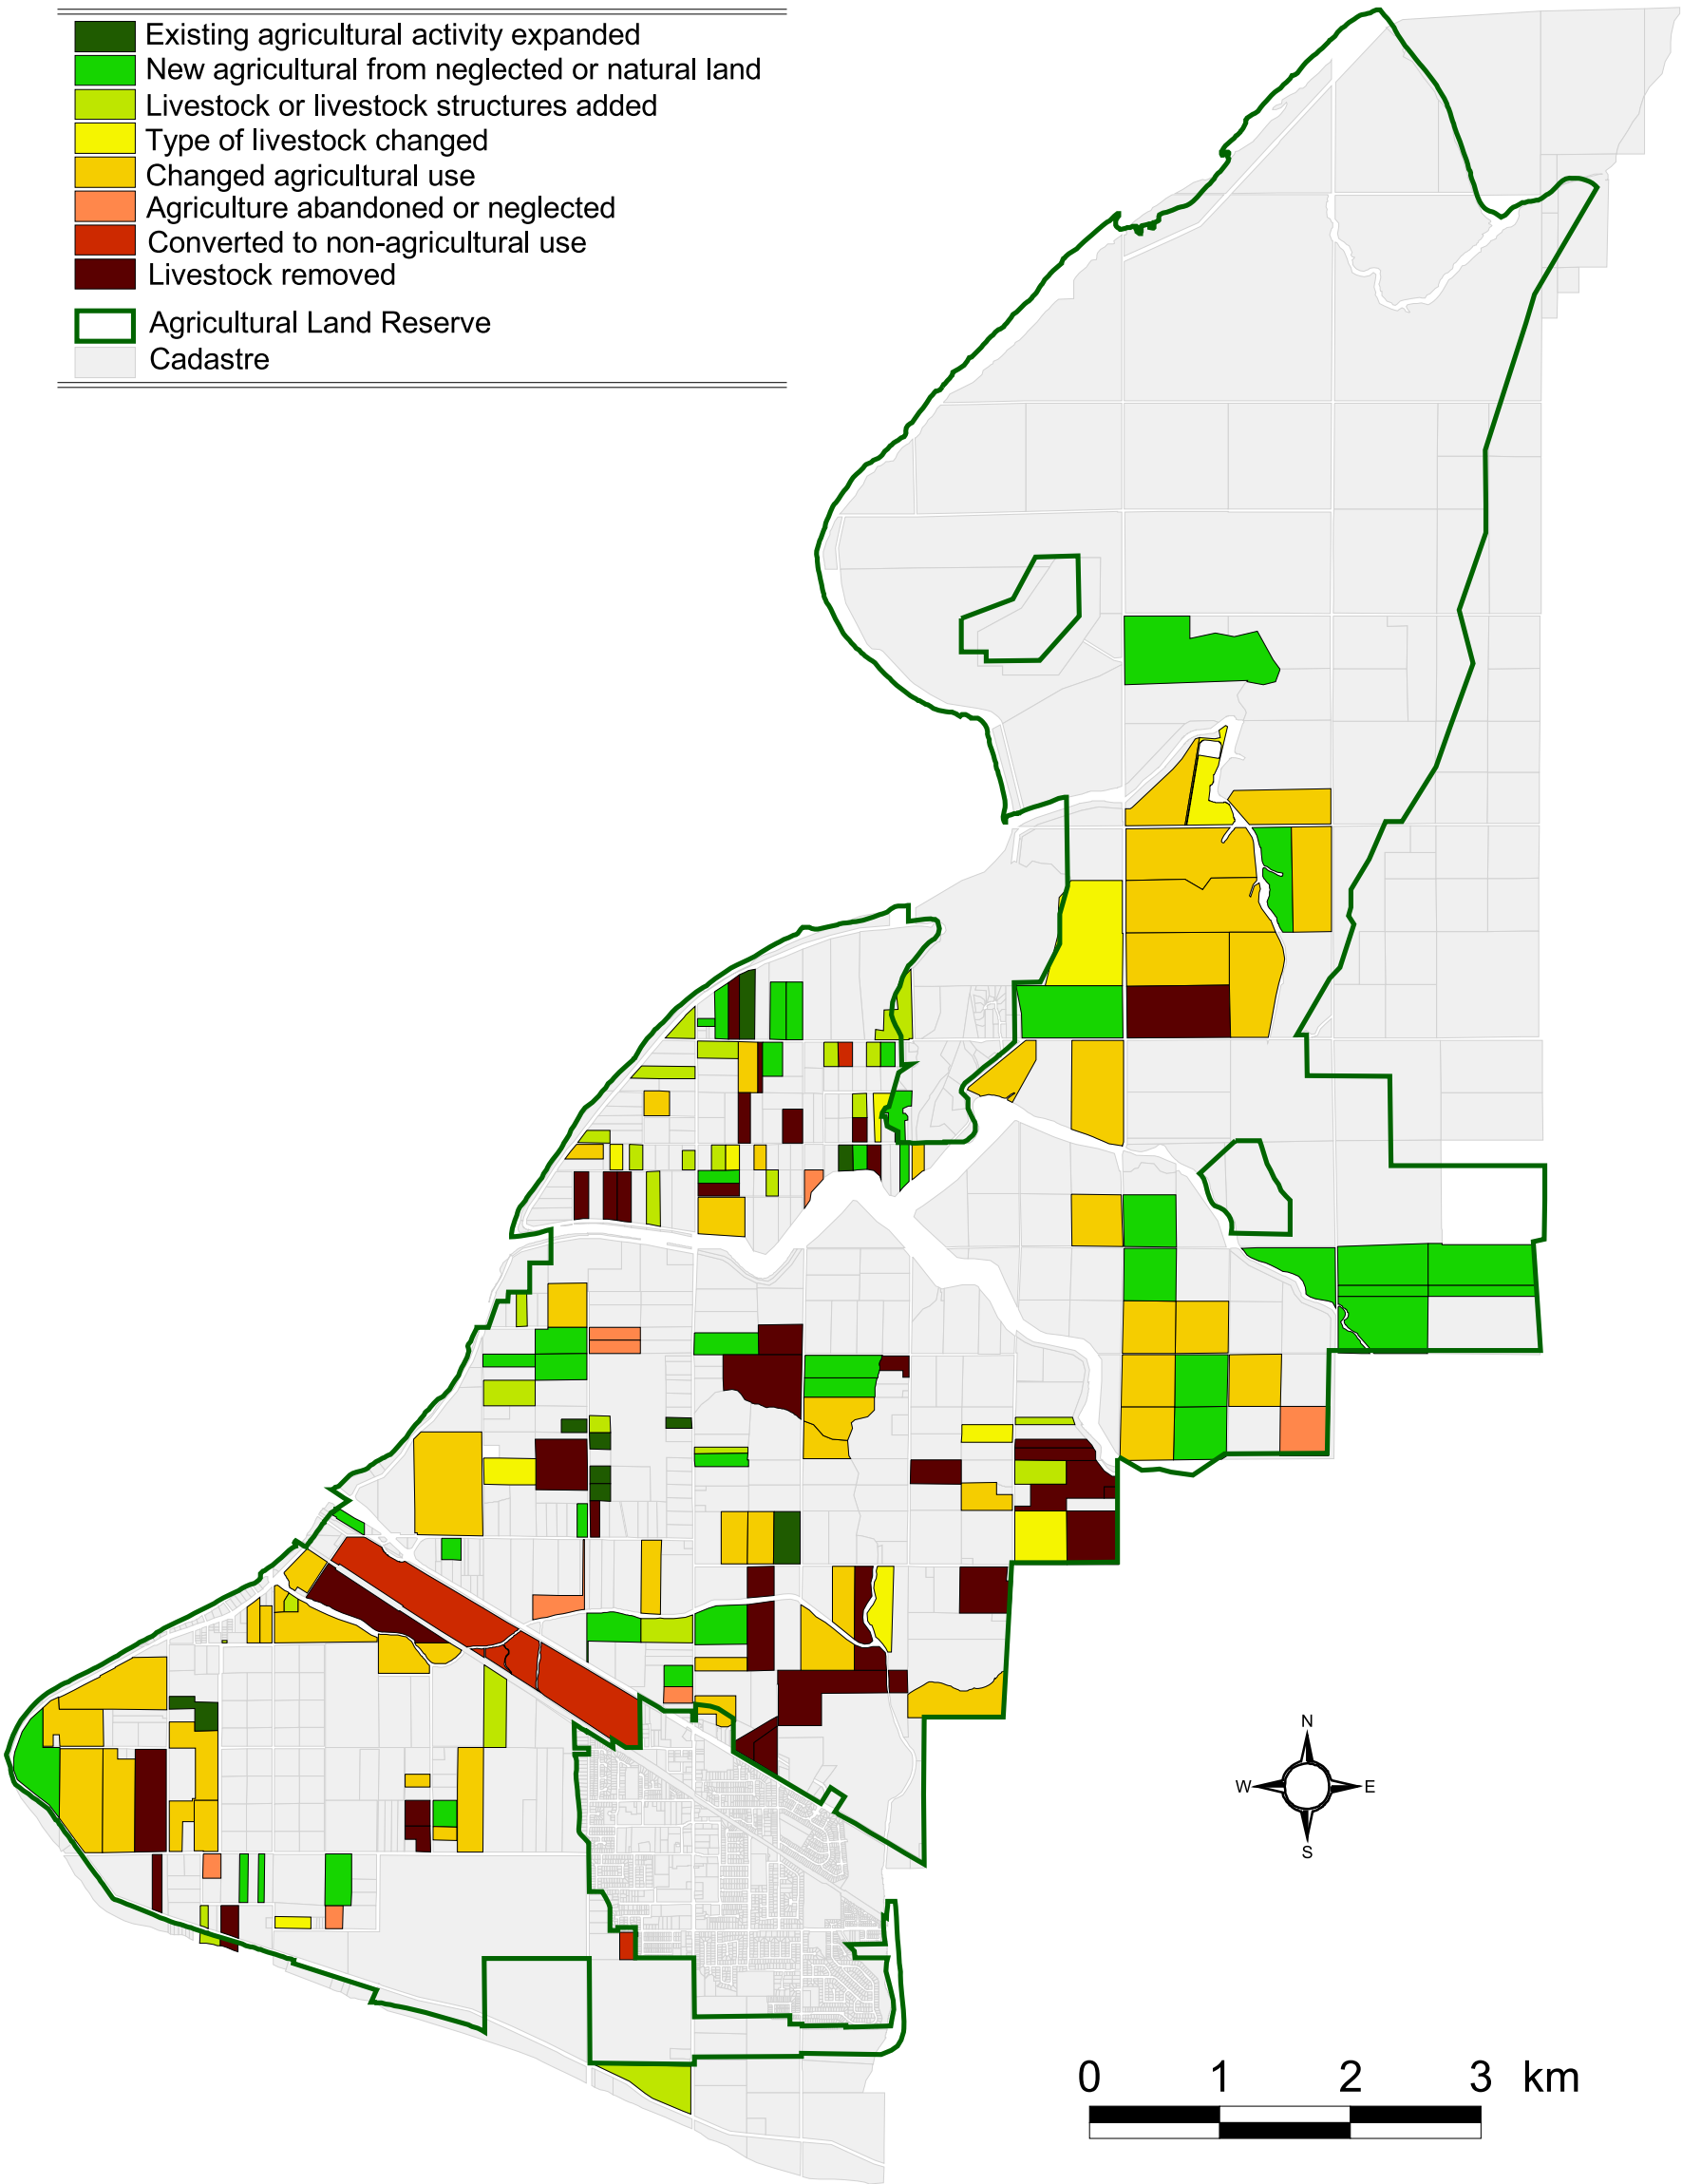 Existing agricultural activity expanded
New agricultural from neglected or natural land
Livestock or livestock structures added
Type of livestock changed
Changed agricultural use
Agriculture abandoned or neglected
Converted to non-agricultural use
Livestock removed
Agricultural Land Reserve
Cadastre
N
W E
S
0 1 2 3 km